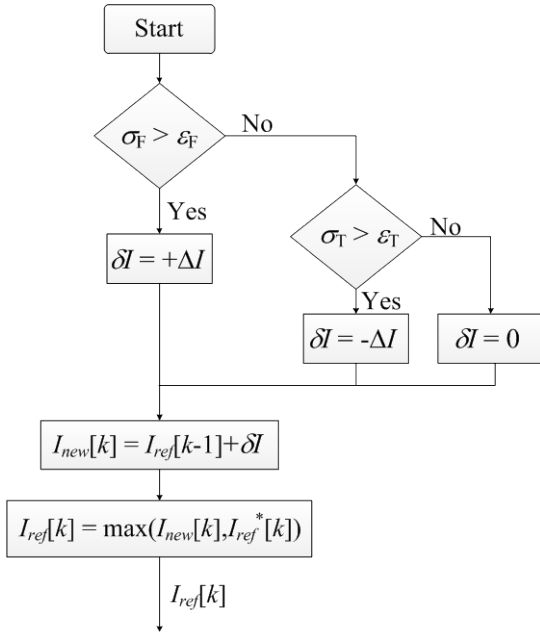 Start
σF > εF
No
Yes
δI = +ΔI
σT > εT
No
Yes
δI = -ΔI
δI = 0
Inew[k] = Iref[k-1]+δI
Iref[k] = max(Inew[k],Iref*[k])
Iref[k]